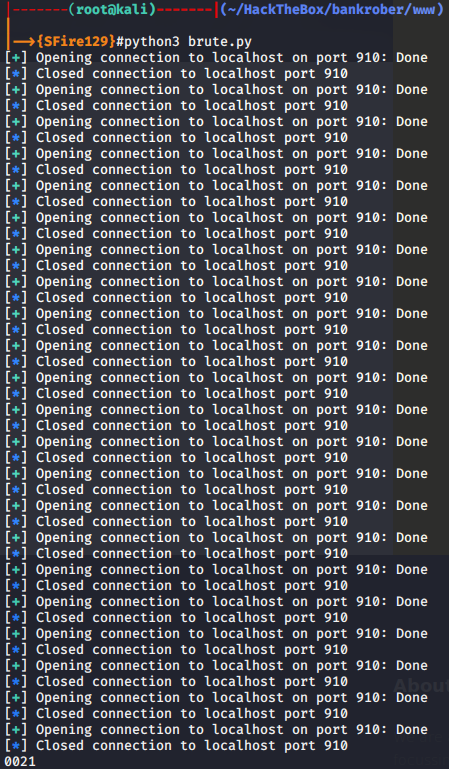 |-------(root@kali)-------|(~/HackTheBox/bankrober/www)
|
|-->{SFire129}#python3 brute.py
[+] Opening connection to localhost on port 910: Done
[*] Closed connection to localhost port 910
[+] Opening connection to localhost on port 910: Done
[*] Closed connection to localhost port 910
[+] Opening connection to localhost on port 910: Done
[*] Closed connection to localhost port 910
[+] Opening connection to localhost on port 910: Done
[*] Closed connection to localhost port 910
[+] Opening connection to localhost on port 910: Done
[*] Closed connection to localhost port 910
[+] Opening connection to localhost on port 910: Done
[*] Closed connection to localhost port 910
[+] Opening connection to localhost on port 910: Done
[*] Closed connection to localhost port 910
[+] Opening connection to localhost on port 910: Done
[*] Closed connection to localhost port 910
[+] Opening connection to localhost on port 910: Done
[*] Closed connection to localhost port 910
[+] Opening connection to localhost on port 910: Done
[*] Closed connection to localhost port 910
[+] Opening connection to localhost on port 910: Done
[*] Closed connection to localhost port 910
[+] Opening connection to localhost on port 910: Done
[*] Closed connection to localhost port 910
[+] Opening connection to localhost on port 910: Done
[*] Closed connection to localhost port 910
[+] Opening connection to localhost on port 910: Done
[*] Closed connection to localhost port 910
[+] Opening connection to localhost on port 910: Done
[*] Closed connection to localhost port 910
[+] Opening connection to localhost on port 910: Done
[*] Closed connection to localhost port 910
[+] Opening connection to localhost on port 910: Done
[*] Closed connection to localhost port 910
[+] Opening connection to localhost on port 910: Done
[*] Closed connection to localhost port 910
[+] Opening connection to localhost on port 910: Done
[*] Closed connection to localhost port 910
[+] Opening connection to localhost on port 910: Done
[*] Closed connection to localhost port 910
[+] Opening connection to localhost on port 910: Done
[*] Closed connection to localhost port 910
[+] Opening connection to localhost on port 910: Done
[*] Closed connection to localhost port 910
0021